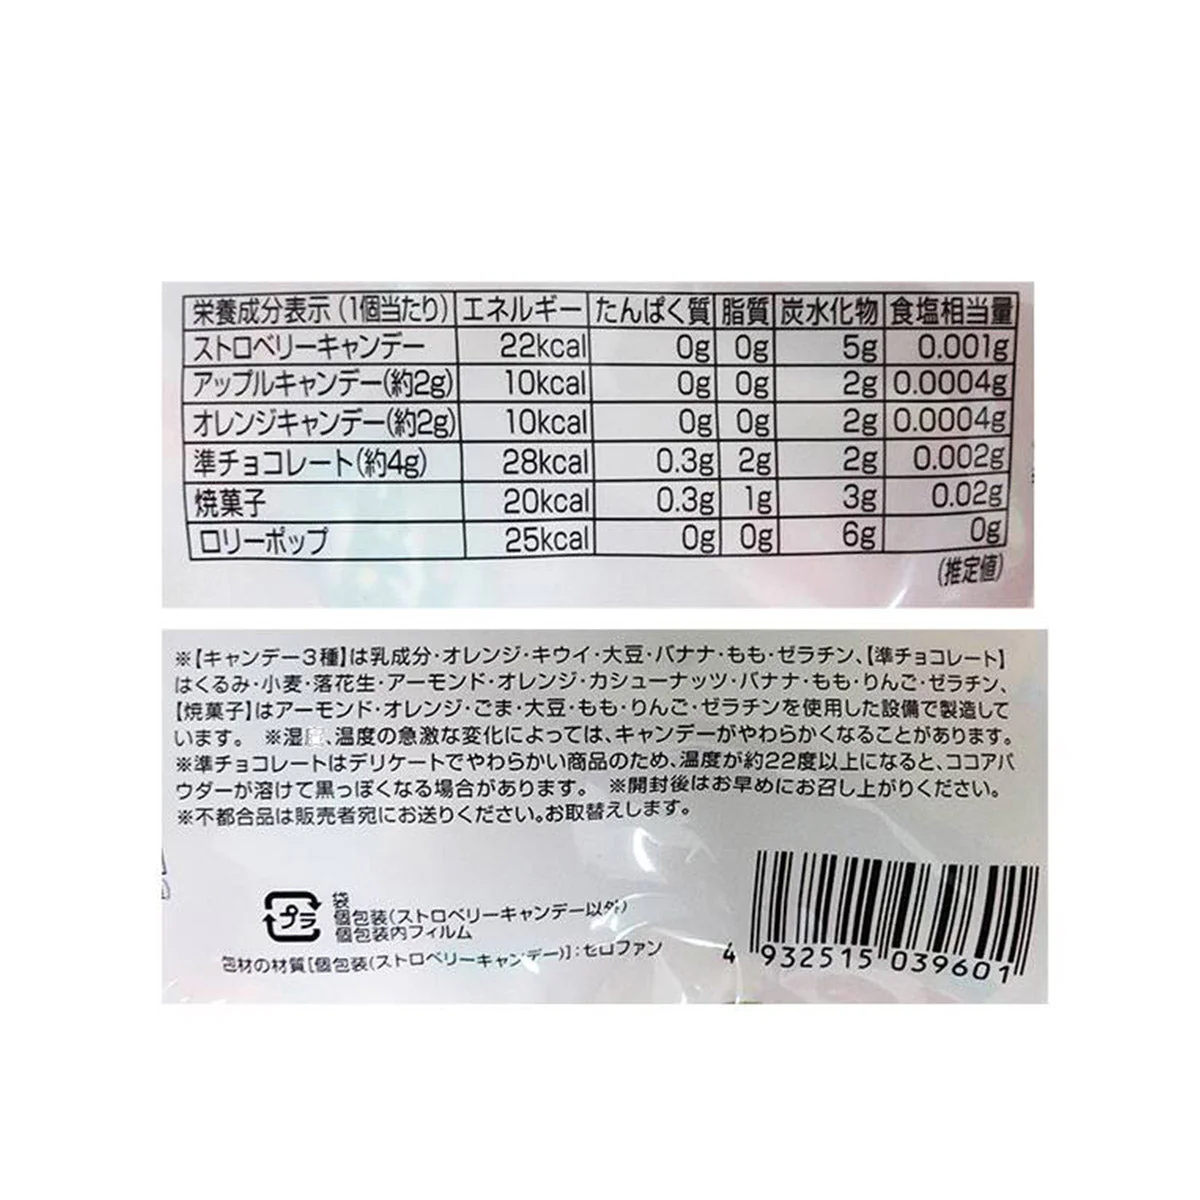 栄養成分表示(1個当たり) エネルギー たんぱく質 脂質 炭水化物 食塩相当量
ストロベリーキャンデー 22kcal 0g 0g 5g 0.001g
アップルキャンデー(約2g) 10kcal 0g 0g 2g 0.0004g
オレンジキャンデー(約2g) 10kcal 0g 0g 2g 0.0004g
準チョコレート(約4g) 28kcal 0.3g 2g 2g 0.002g
焼菓子 20kcal 0.3g 1g 3g 0.02g
ロリーポップ 25kcal 0g 0g 6g 0g
(推定値)
※【キャンデー3種】は乳成分・オレンジ・キウイ・大豆・バナナ・もも・ゼラチン、【準チョコレート】
はくるみ・小麦・落花生・アーモンド・オレンジ・カシューナッツ・バナナ・もも・りんご・ゼラチン、
【焼菓子】はアーモンド・オレンジ・ごま・大豆・もも・りんご・ゼラチンを使用した設備で製造して
います。 ※湿度、温度の急激な変化によっては、キャンデーがやわらかくなることがあります。
※準チョコレートはデリケートでやわらかい商品のため、温度が約22度以上になると、ココアパ
ウダーが溶けて黒っぽくなる場合があります。 ※開封後はお早めにお召し上がりください。
※不都合品は販売者宛にお送りください。お取替えします。
プラ
袋
個包装(ストロベリーキャンデー以外)
個包装内フィルム
包材の材質[個包装(ストロベリーキャンデー)]:セロファン
4 932515 039601